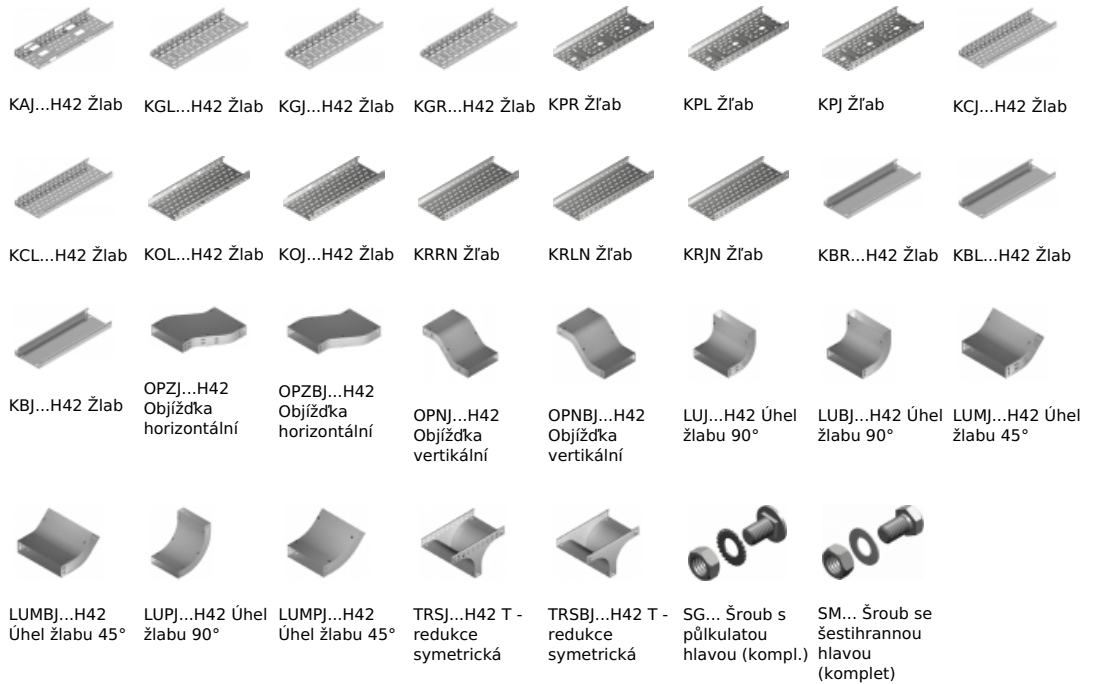 KAJ...H42 Žlab
KGL...H42 Žlab
KGJ...H42 Žlab
KGR...H42 Žlab
KPR Žľab
KPL Žľab
KPJ Žľab
KCJ...H42 Žlab
KCL...H42 Žlab
KOL...H42 Žlab
KOJ...H42 Žlab
KRRN Žľab
KRLN Žľab
KRJN Žľab
KBR...H42 Žlab
KBL...H42 Žlab
KBJ...H42 Žlab
OPZJ...H42
Objížďka
horizontální
OPZBJ...H42
Objížďka
horizontální
OPNJ...H42
Objížďka
vertikální
OPNBJ...H42
Objížďka
vertikální
LUJ...H42 Úhel
žlabu 90°
LUBJ...H42 Úhel
žlabu 90°
LUMJ...H42 Úhel
žlabu 45°
LUMBJ...H42
Úhel žlabu 45°
LUPJ...H42 Úhel
žlabu 90°
LUMPJ...H42
Úhel žlabu 45°
TRSJ...H42 T -
redukce
symetrická
TRSBJ...H42 T -
redukce
symetrická
SG... Šroub s
půlkulatou
hlavou (kompl.)
SM... Šroub se
šestihrannou
hlavou
(komplet)